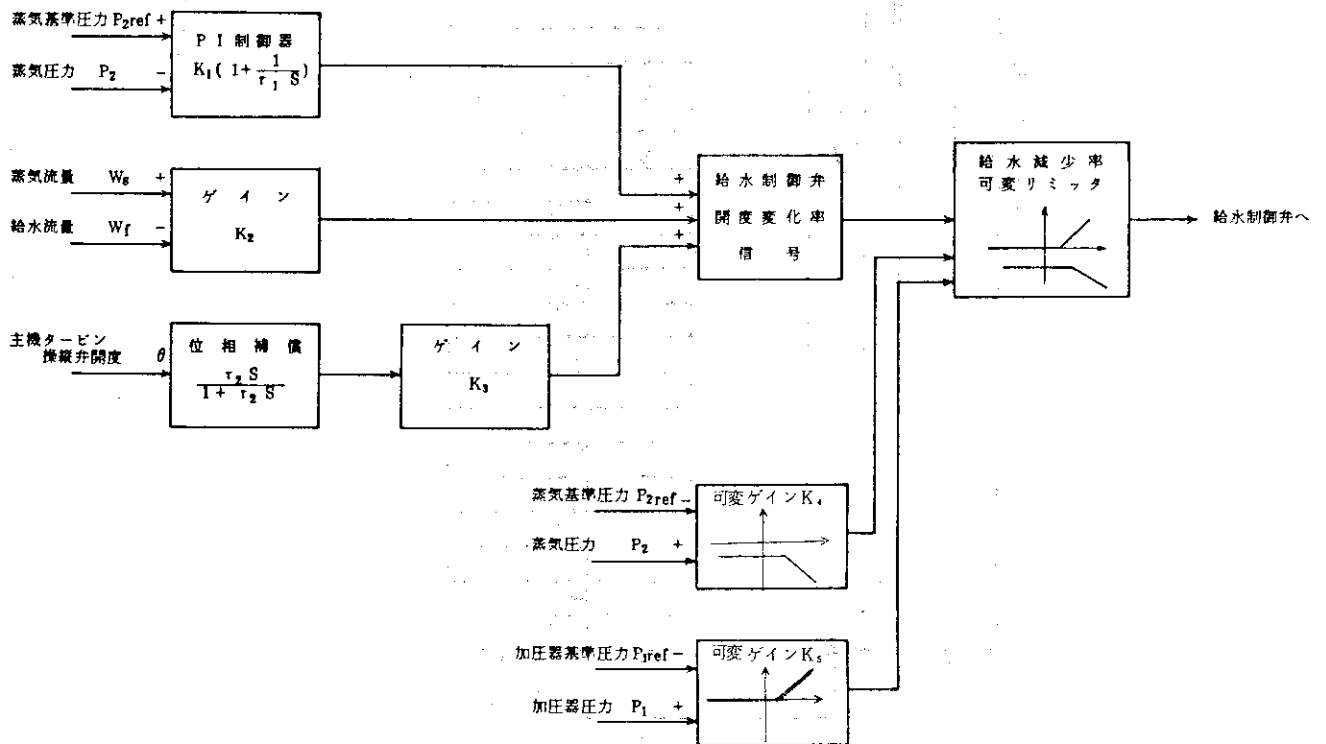 蒸気基準圧力 P₂ref +
蒸気圧力 P₂ -
PI制御器
K₁(1+ 1/τ₁ S)
蒸気流量 Ws +
給水流量 Wf -
ゲイン
K₂
主機タービン
操縦弁開度 θ
位相補償
τ₂ S / 1+ τ₂ S
ゲイン
K₃
+
+
+
給水制御弁
開度変化率
信号
給水減少率
可変リミッタ
給水制御弁へ
蒸気基準圧力 P₂ref -
蒸気圧力 P₂ +
可変ゲインK₄
加圧器基準圧力 P₁ref -
加圧器圧力 P₁ +
可変ゲインK₅